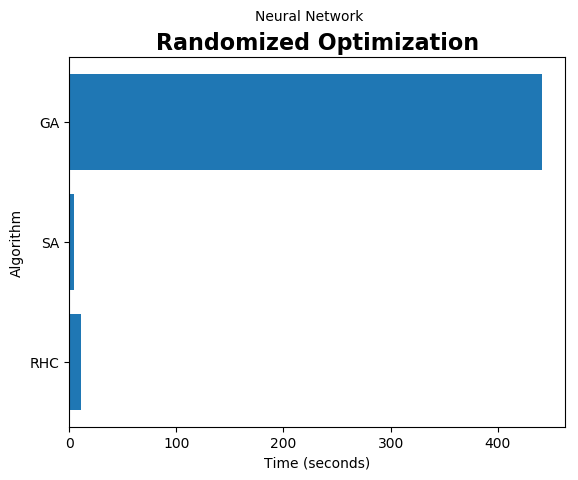 Neural Network
Randomized Optimization
GA
SA
RHC
Algorithm
0 100 200 300 400
Time (seconds)